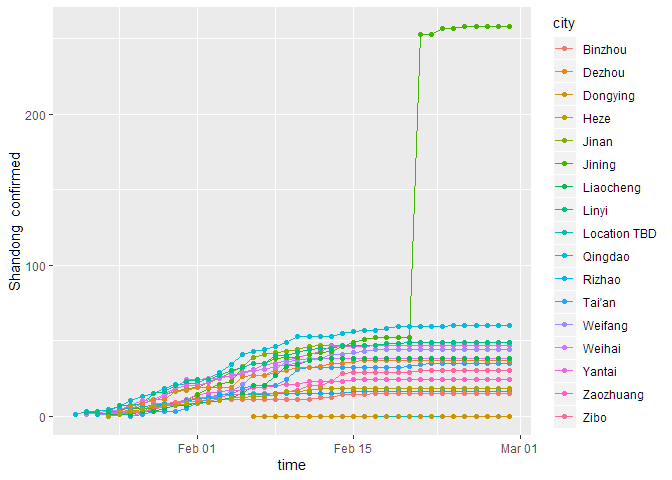 city
Binzhou
Dezhou
Dongying
Heze
Jinan
Jining
Liaocheng
Linyi
Location TBD
Qingdao
Rizhao
Tai'an
Weifang
Weihai
Yantai
Zaozhuang
Zibo
Shandong confirmed
200
100
0
Feb 01
Feb 15
Mar 01
time